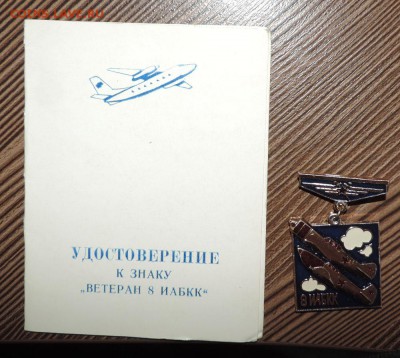 УДОСТОВЕРЕНИЕ
К ЗНАКУ
„ВЕТЕРАН 8 ИАБКК“
8 ИАБКК